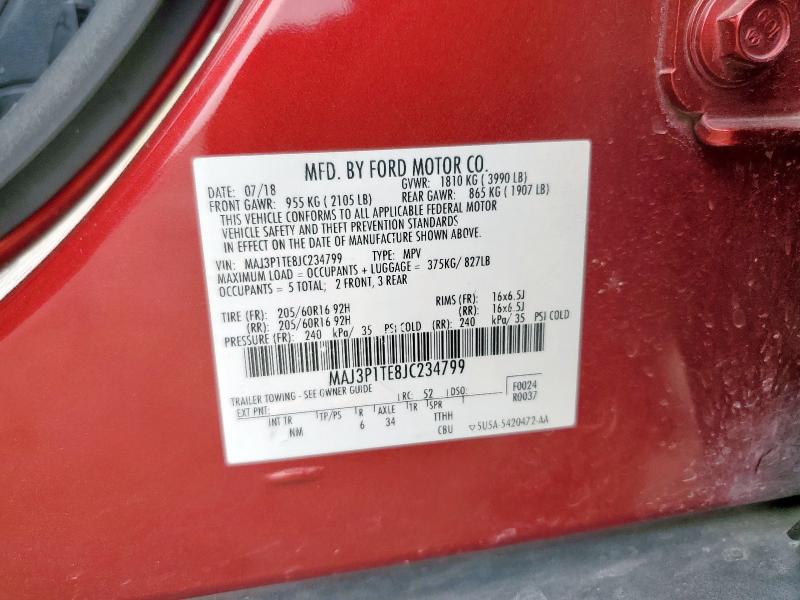 MFD. BY FORD MOTOR CO.
DATE: 07/18 GVWR: 1810 KG ( 3990 LB)
FRONT GAWR: 955 KG ( 2105 LB) REAR GAWR: 865 KG ( 1907 LB)
THIS VEHICLE CONFORMS TO ALL APPLICABLE FEDERAL MOTOR
VEHICLE SAFETY AND THEFT PREVENTION STANDARDS
IN EFFECT ON THE DATE OF MANUFACTURE SHOWN ABOVE.
VIN: MAJ3P1TE8JC234799 TYPE: MPV
MAXIMUM LOAD = OCCUPANTS + LUGGAGE = 375KG/ 827LB
OCCUPANTS = 5 TOTAL; 2 FRONT, 3 REAR
TIRE (FR): 205/60R16 92H RIMS (FR): 16x6.5J
(RR): 205/60R16 92H (RR): 16x6.5J
PRESSURE (FR): 240 kPa/ 35 PSI COLD (RR): 240 kPa/ 35 PSI COLD
MAJ3P1TE8JC234799
TRAILER TOWING - SEE OWNER GUIDE RC: 52 DSO: F0024
EXT PNT: R0037
INT TR TP/PS R AXLE TR SPR
NM 6 34 TTHH
CBU 5U5A-5420472-AA